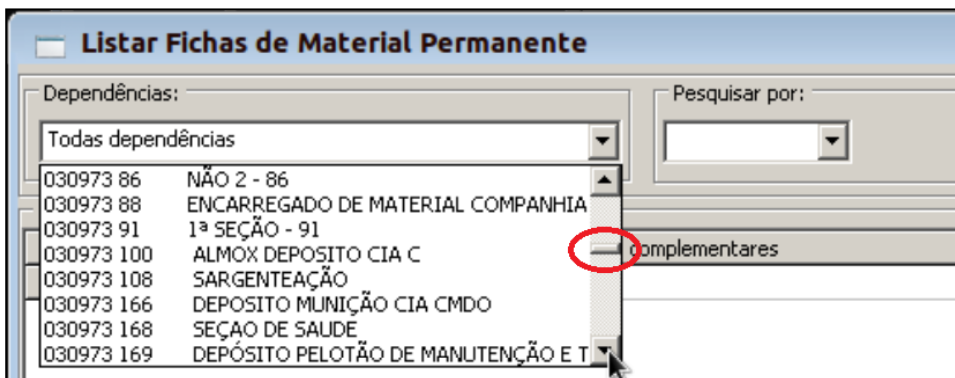 Listar Fichas de Material Permanente
Dependências:
Pesquisar por:
Todas dependências
030973 86 NÃO 2 - 86
030973 88 ENCARREGADO DE MATERIAL COMPANHIA
030973 91 1ª SEÇÃO - 91
030973 100 ALMOX DEPOSITO CIA C
complementares
030973 108 SARGENTEAÇÃO
030973 166 DEPOSITO MUNIÇÃO CIA CMDO
030973 168 SEÇAO DE SAUDE
030973 169 DEPÓSITO PELOTÃO DE MANUTENÇÃO E T